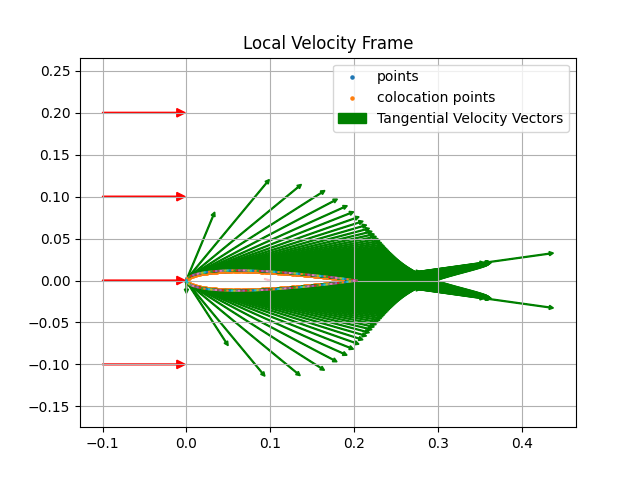 Local Velocity Frame
points
colocation points
Tangential Velocity Vectors
0.25
0.20
0.15
0.10
0.05
0.00
−0.05
−0.10
−0.15
−0.1 0.0 0.1 0.2 0.3 0.4